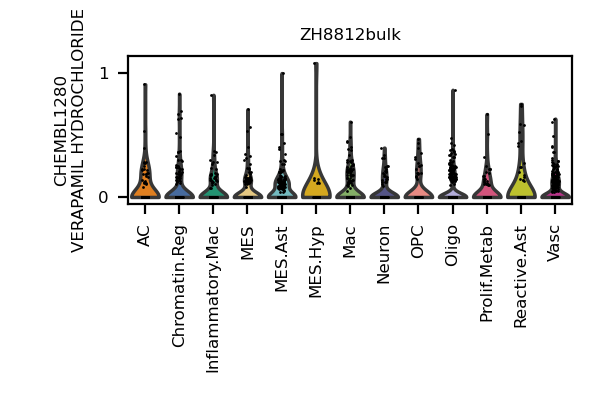 ZH8812bulk
CHEMBL1280
VERAPAMIL HYDROCHLORIDE
1
0
AC
Chromatin.Reg
Inflammatory.Mac
MES
MES.Ast
MES.Hyp
Mac
Neuron
OPC
Oligo
Prolif.Metab
Reactive.Ast
Vasc